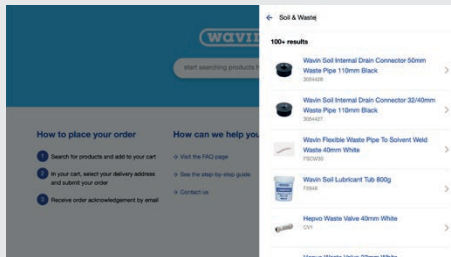 Soil & Waste
100+ results
wavin
start searching products h
Wavin Soil Internal Drain Connector 50mm
Waste Pipe 110mm Black
3084428
Wavin Soil Internal Drain Connector 32/40mm
Waste Pipe 110mm Black
3084427
Wavin Flexible Waste Pipe To Solvent Weld
Waste 40mm White
Wavin Soil Lubricant Tub 800g
Hepvo Waste Valve 40mm White
How to place your order
1 Search for products and add to your cart
2 In your cart, select your delivery address
and submit your order
3 Receive order acknowledgement by email
How can we help you
Visit the FAQ page
See the step-by-step guide
Contact us